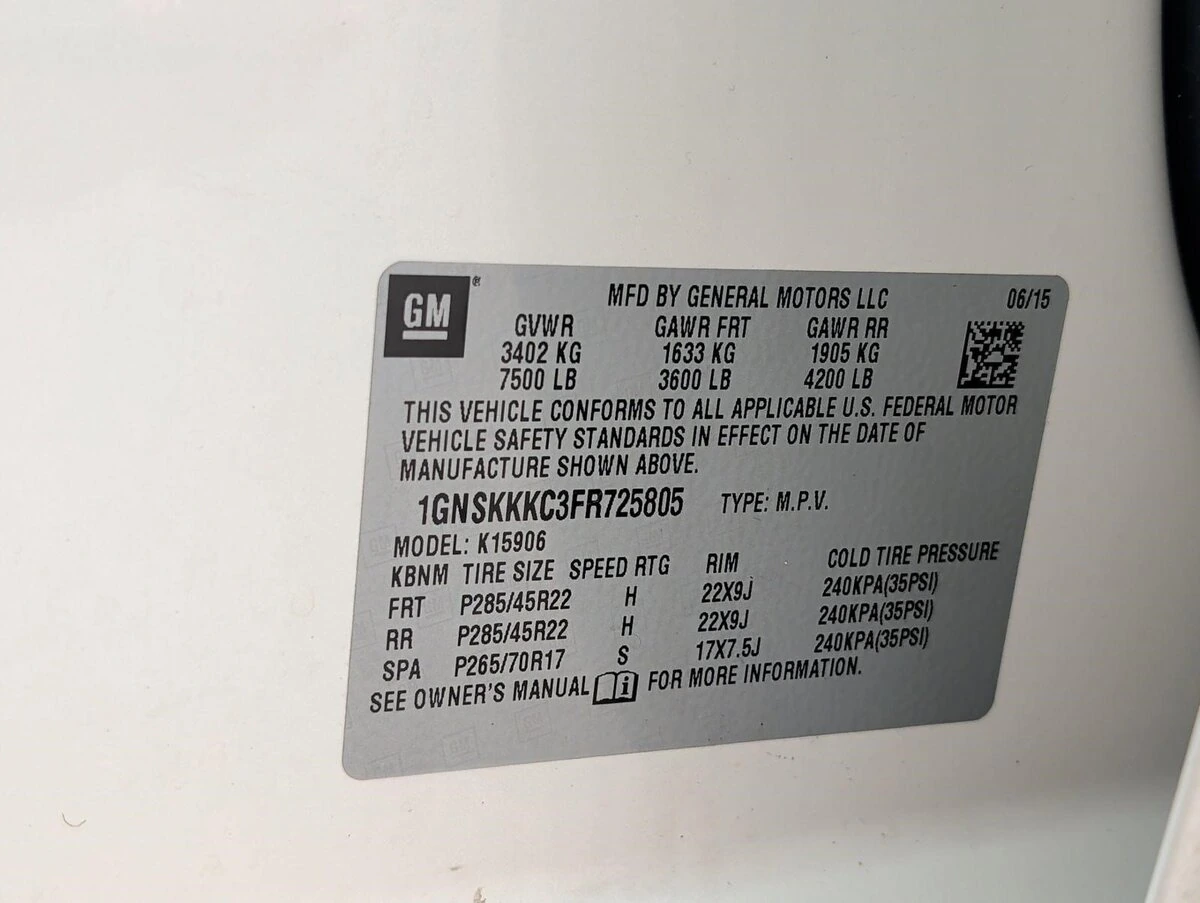 GM ®
MFD BY GENERAL MOTORS LLC 06/15
GVWR GAWR FRT GAWR RR
3402 KG 1633 KG 1905 KG
7500 LB 3600 LB 4200 LB
THIS VEHICLE CONFORMS TO ALL APPLICABLE U.S. FEDERAL MOTOR
VEHICLE SAFETY STANDARDS IN EFFECT ON THE DATE OF
MANUFACTURE SHOWN ABOVE.
1GNSKKKC3FR725805 TYPE: M.P.V.
MODEL: K15906
KBNM TIRE SIZE SPEED RTG RIM COLD TIRE PRESSURE
FRT P285/45R22 H 22X9J 240KPA(35PSI)
RR P285/45R22 H 22X9J 240KPA(35PSI)
SPA P265/70R17 S 17X7.5J 240KPA(35PSI)
SEE OWNER'S MANUAL i FOR MORE INFORMATION.